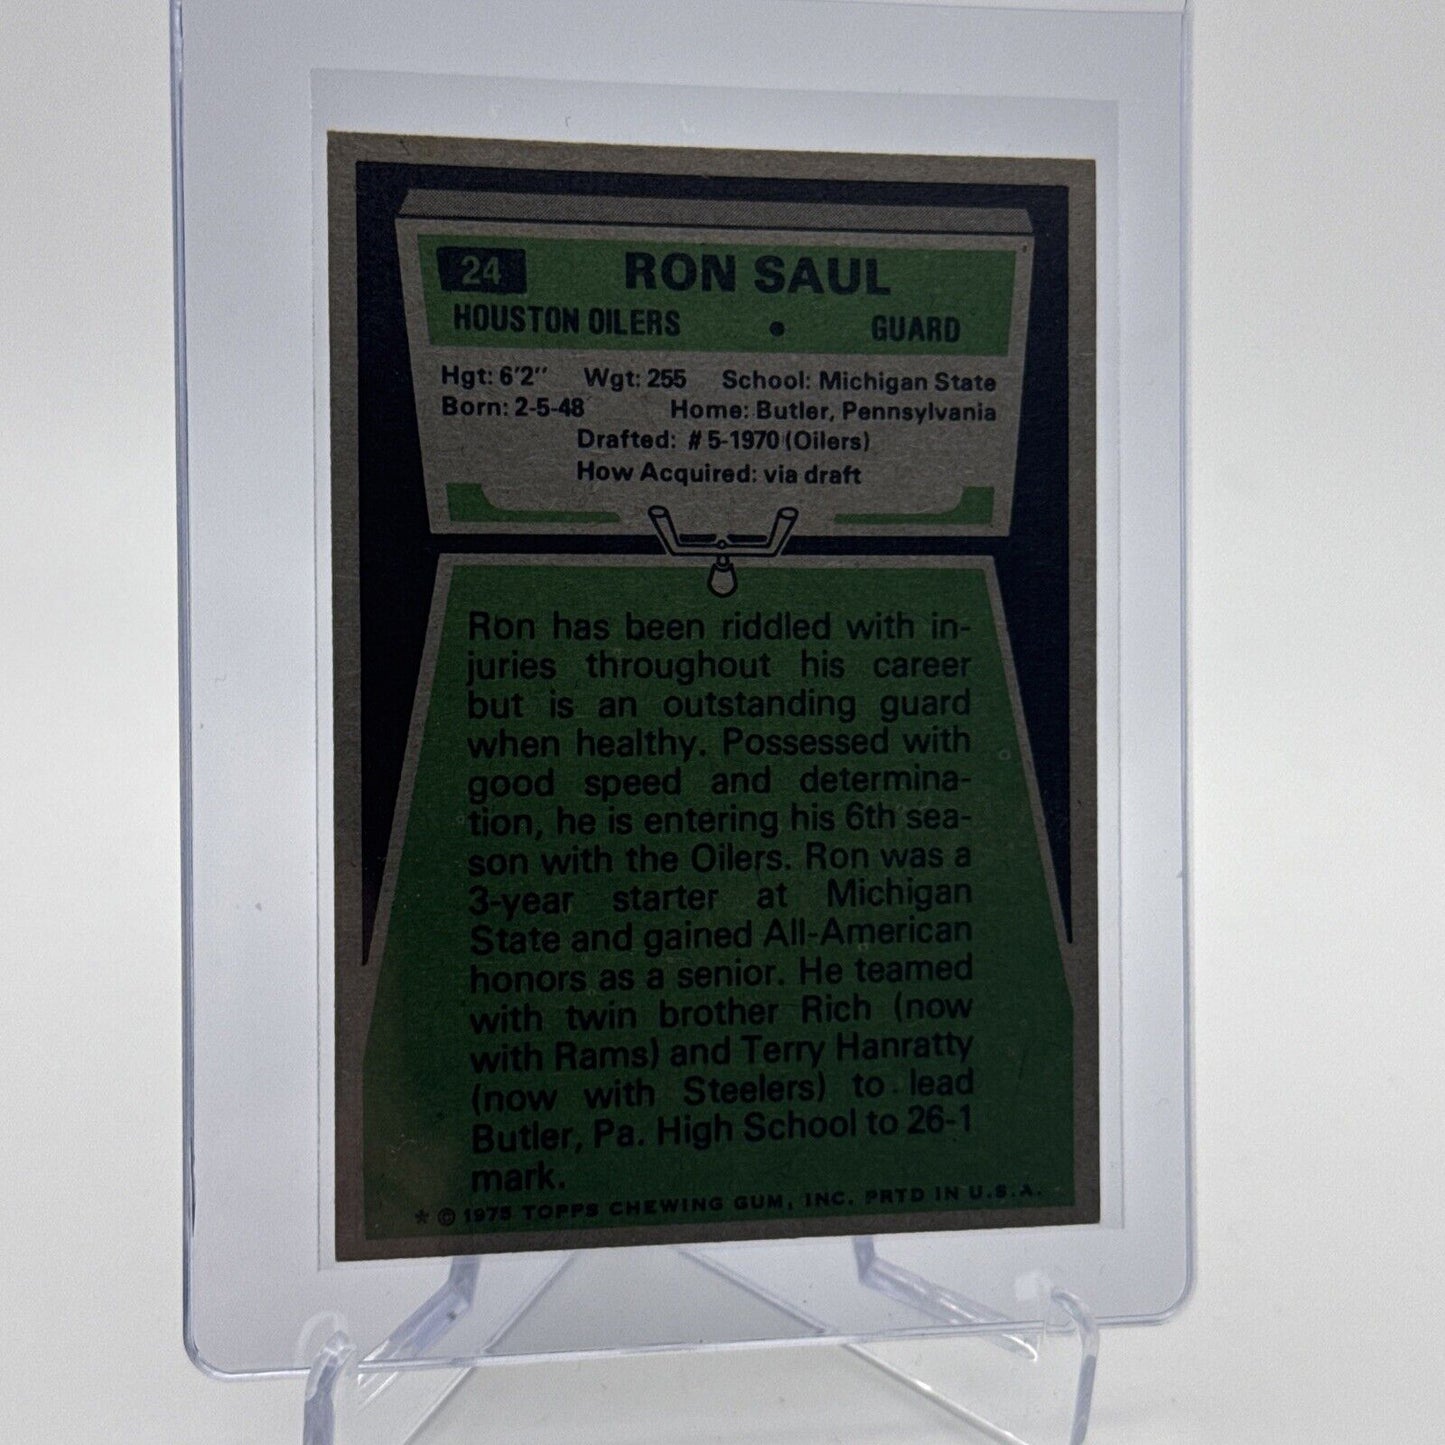 24 RON SAUL
HOUSTON OILERS • GUARD
Hgt: 6'2" Wgt: 255 School: Michigan State
Born: 2-5-48 Home: Butler, Pennsylvania
Drafted: #5-1970 (Oilers)
How Acquired: via draft
Ron has been riddled with in-
juries throughout his career
but is an outstanding guard
when healthy. Possessed with
good speed and determina-
tion, he is entering his 6th sea-
son with the Oilers. Ron was a
3-year starter at Michigan
State and gained All-American
honors as a senior. He teamed
with twin brother Rich (now
with Rams) and Terry Hanratty
(now with Steelers) to lead
Butler, Pa. High School to 26-1
mark.
* © 1975 TOPPS CHEWING GUM, INC. PRTD IN U.S.A.